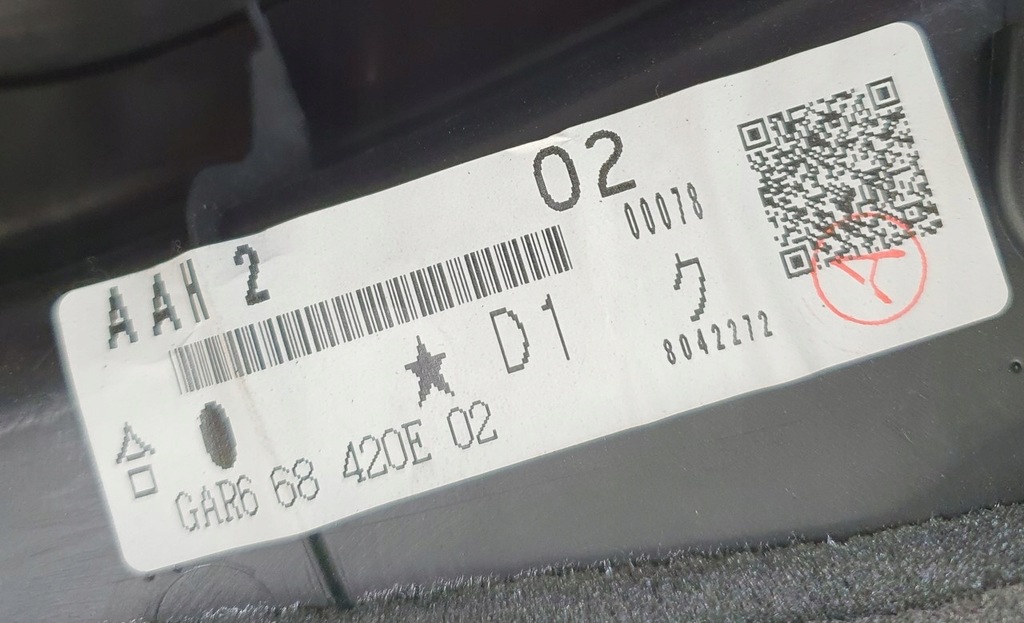 AAH 2 02
00078
★ D1 ク
8042272
GAR6 68 420E 02
A